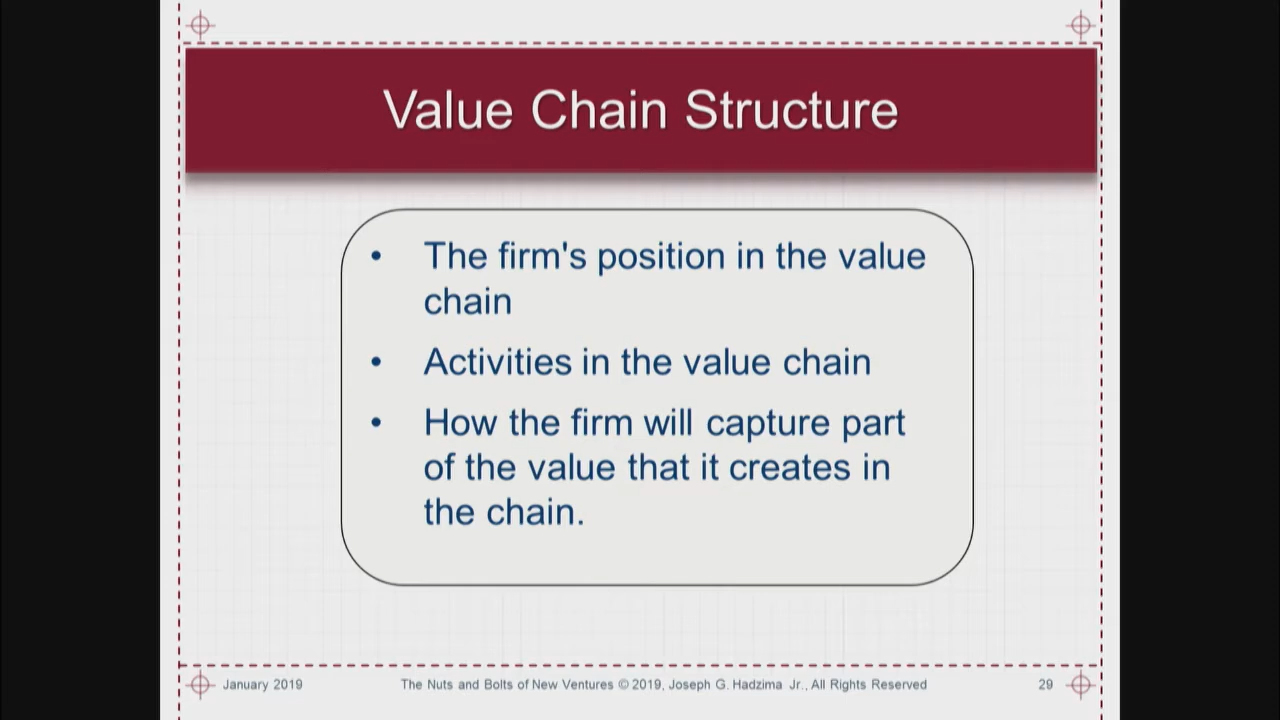 Value Chain Structure
• The firm's position in the value
chain
• Activities in the value chain
• How the firm will capture part
of the value that it creates in
the chain.
January 2019 The Nuts and Bolts of New Ventures © 2019, Joseph G. Hadzima Jr., All Rights Reserved 29